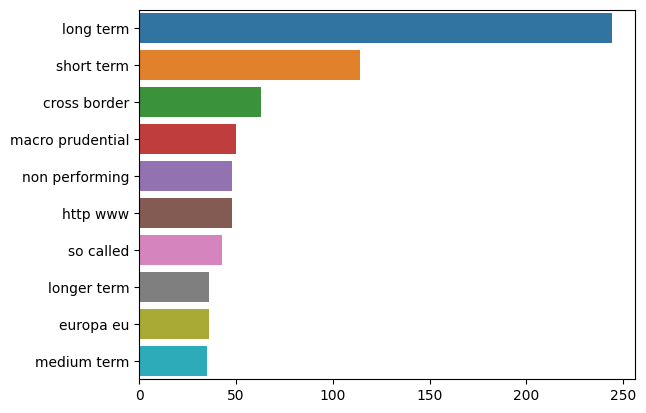 long term
short term
cross border
macro prudential
non performing
http www
so called
longer term
europa eu
medium term
0 50 100 150 200 250